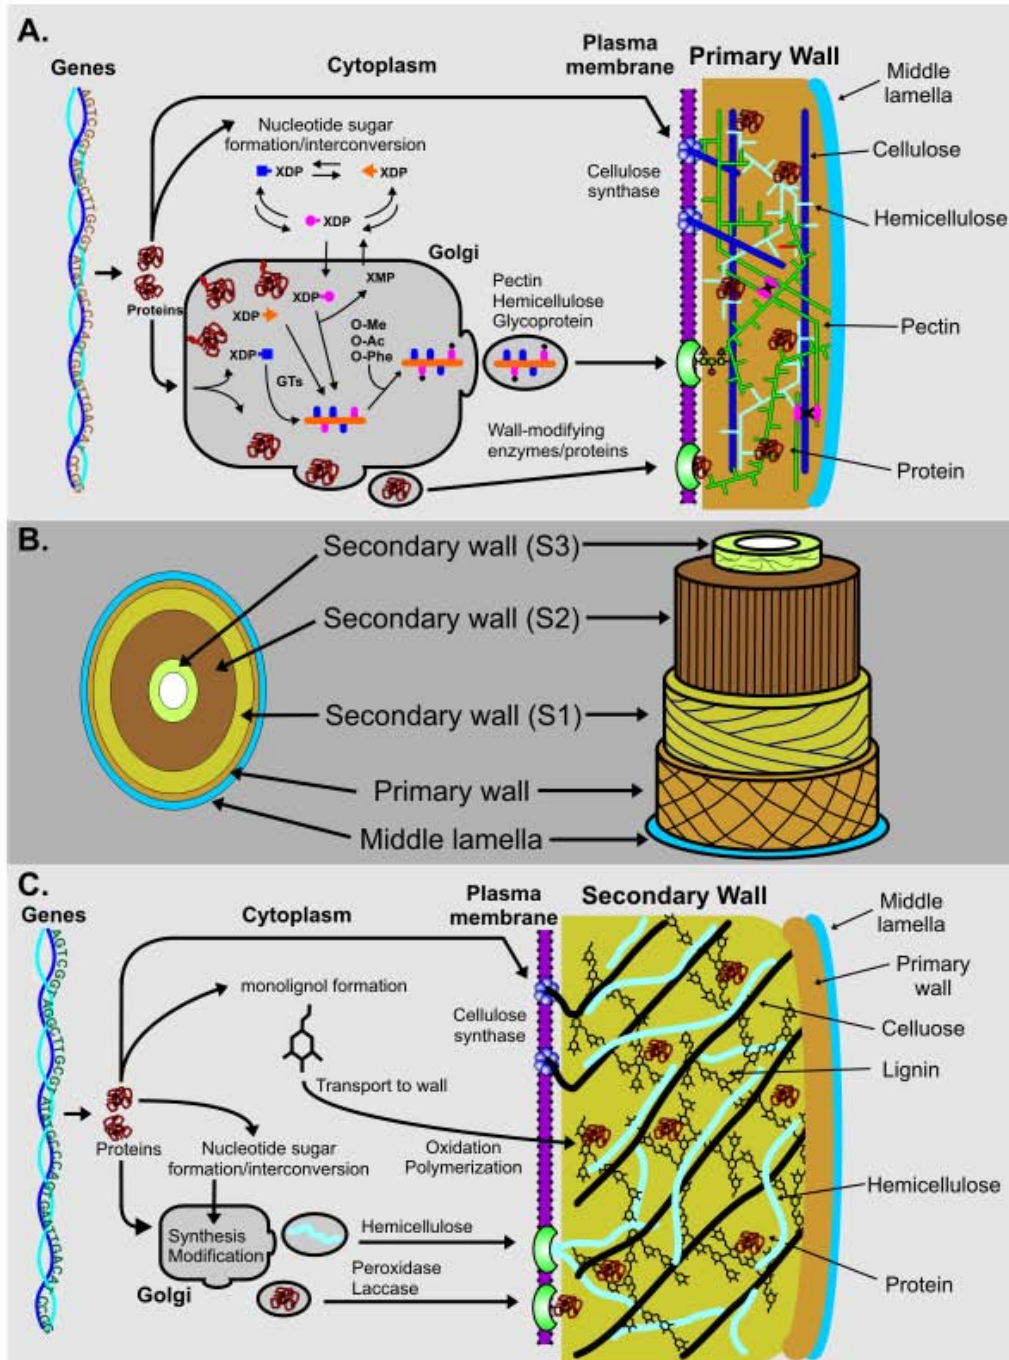 A.
Genes
Cytoplasm
Plasma
membrane
Primary Wall
Middle
lamella
Nucleotide sugar
formation/interconversion
XDP
XDP
XDP
Cellulose
synthase
Cellulose
Hemicellulose
Golgi
Proteins
XDP
XMP
XDP
O-Me
O-Ac
O-Phe
XDP
GTs
Pectin
Hemicellulose
Glycoprotein
Pectin
Wall-modifying
enzymes/proteins
Protein
B.
Secondary wall (S3)
Secondary wall (S2)
Secondary wall (S1)
Primary wall
Middle lamella
C.
Genes
Cytoplasm
Plasma
membrane
Secondary Wall
Middle
lamella
Primary
wall
monolignol formation
Cellulose
synthase
Celluose
Lignin
Transport to wall
Proteins
Nucleotide sugar
formation/interconversion
Oxidation
Polymerization
Hemicellulose
Synthesis
Modification
Hemicellulose
Golgi
Peroxidase
Laccase
Protein